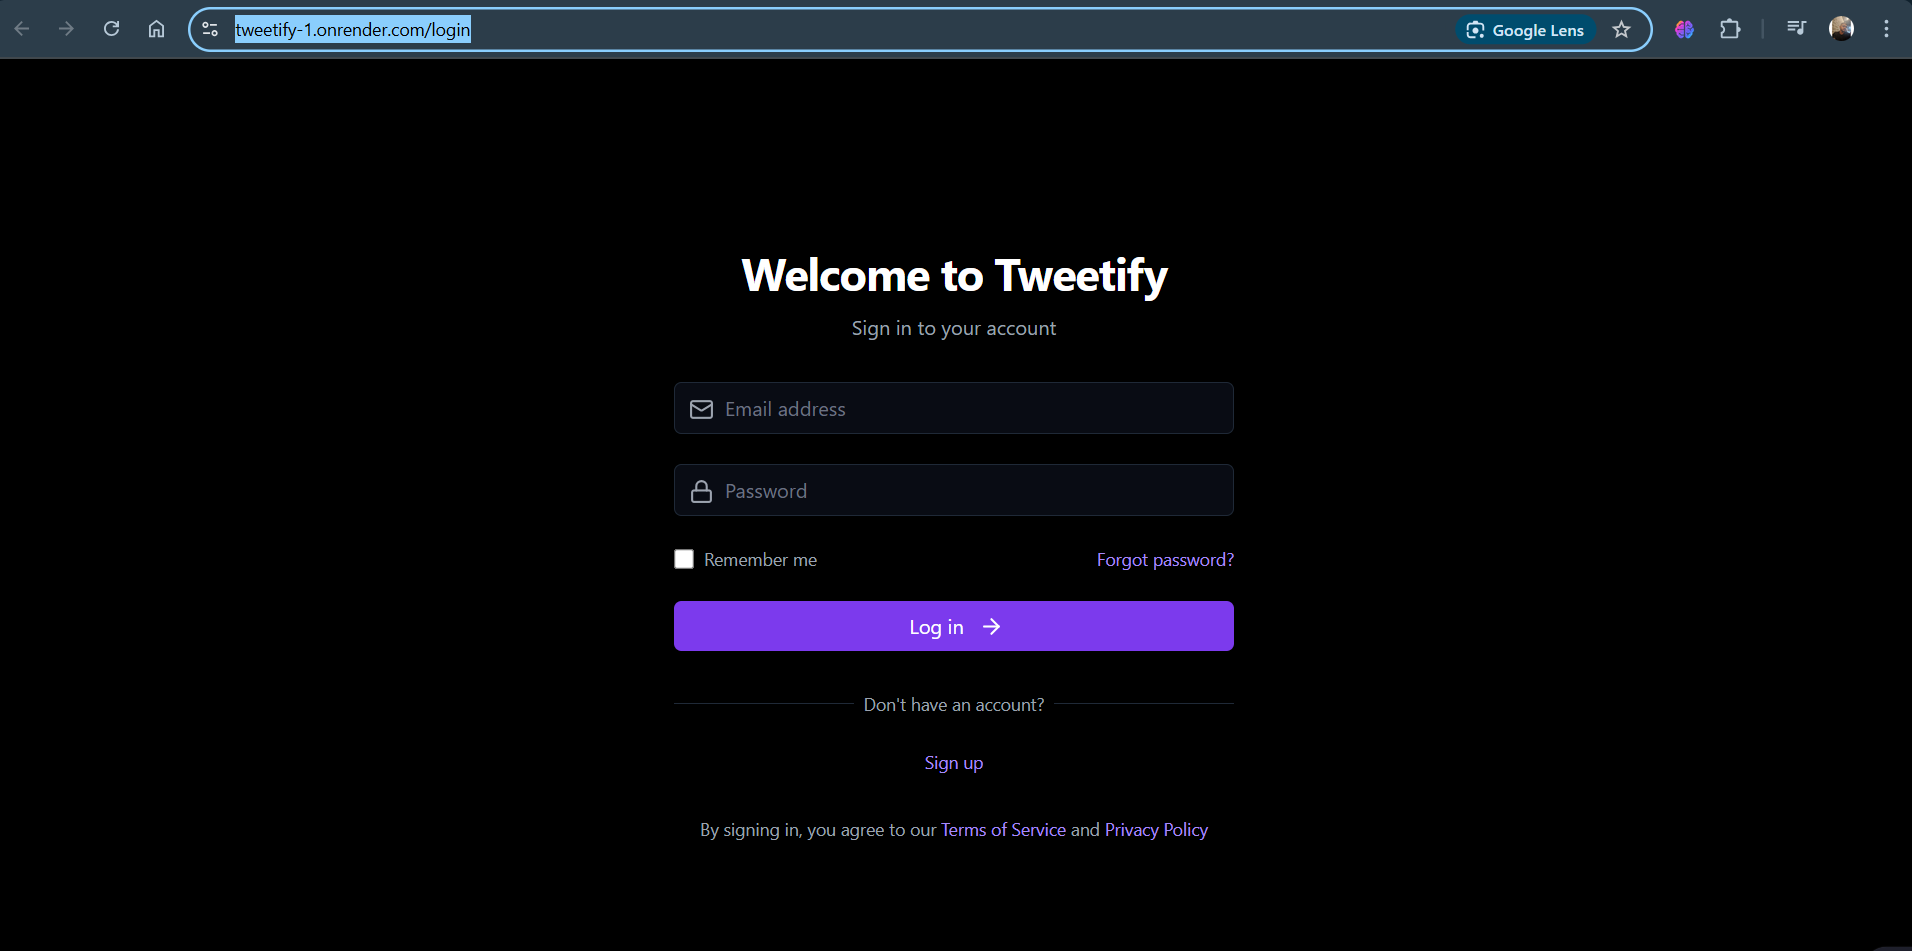 tweetify-1.onrender.com/login
Google Lens
Welcome to Tweetify
Sign in to your account
Email address
Password
Remember me
Forgot password?
Log in
Don't have an account?
Sign up
By signing in, you agree to our Terms of Service and Privacy Policy